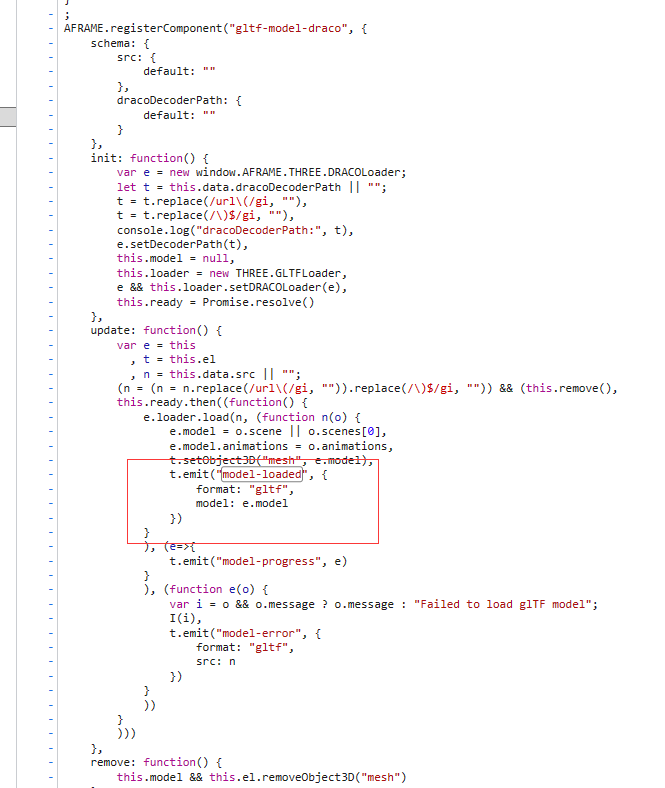 ;
AFRAME.registerComponent("gltf-model-draco", {
schema: {
src: {
default: ""
},
dracoDecoderPath: {
default: ""
}
},
init: function() {
var e = new window.AFRAME.THREE.DRACOLoader;
let t = this.data.dracoDecoderPath || "";
t = t.replace(/url\(/gi, ""),
t = t.replace(/\)$/gi, ""),
console.log("dracoDecoderPath:", t),
e.setDecoderPath(t),
this.model = null,
this.loader = new THREE.GLTFLoader,
e && this.loader.setDRACOLoader(e),
this.ready = Promise.resolve()
},
update: function() {
var e = this
, t = this.el
, n = this.data.src || "";
(n = (n = n.replace(/url\(/gi, "")).replace(/\)$/gi, "")) && (this.remove(),
this.ready.then((function() {
e.loader.load(n, (function n(o) {
e.model = o.scene || o.scenes[0],
e.model.animations = o.animations,
t.setObject3D("mesh", e.model),
t.emit("model-loaded", {
format: "gltf",
model: e.model
})
}
), (e=>{
t.emit("model-progress", e)
}
), (function e(o) {
var i = o && o.message ? o.message : "Failed to load glTF model";
I(i),
t.emit("model-error", {
format: "gltf",
src: n
})
}
))
}
)))
},
remove: function() {
this.model && this.el.removeObject3D("mesh")